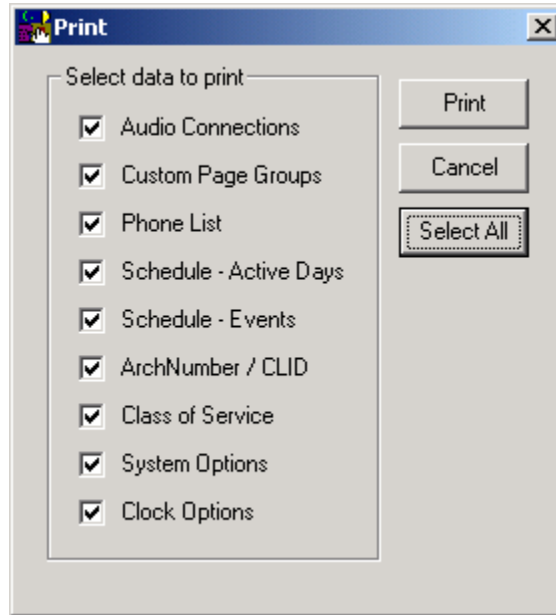 Print
Select data to print
Audio Connections
Custom Page Groups
Phone List
Schedule - Active Days
Schedule - Events
ArchNumber / CLID
Class of Service
System Options
Clock Options
Print
Cancel
Select All